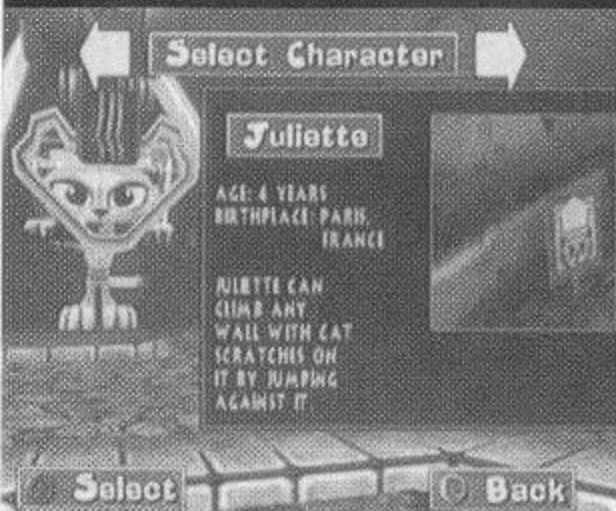 Select Character
Juliette
AGE: 4 YEARS
BIRTHPLACE: PARIS,
FRANCE
JULIETTE CAN
CLIMB ANY
WALL WITH CAT
SCRATCHES ON
IT BY JUMPING
AGAINST IT.
Select
Back